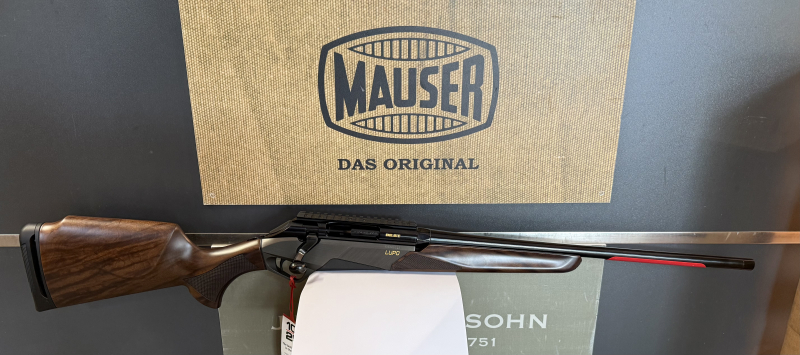 MAUSER
DAS ORIGINAL
LUPO
SOHN
751